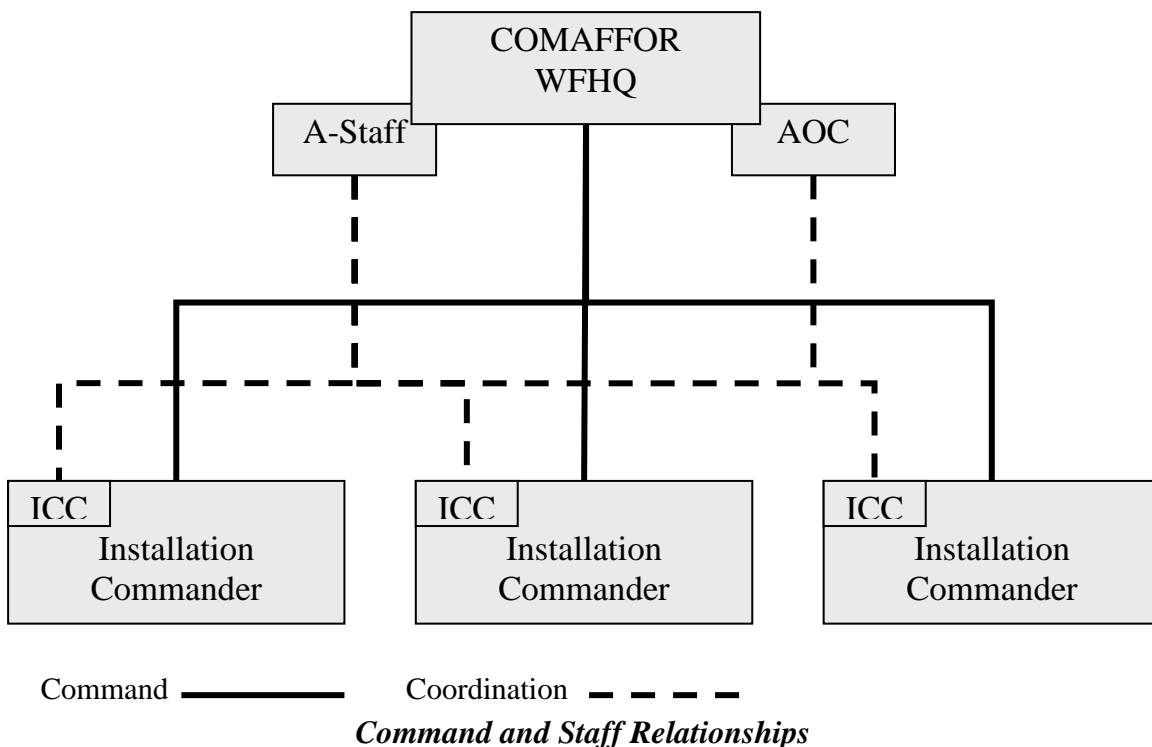 COMAFFOR
WFHQ
A-Staff
AOC
ICC
Installation
Commander
ICC
Installation
Commander
ICC
Installation
Commander
Command
Coordination
Command and Staff Relationships